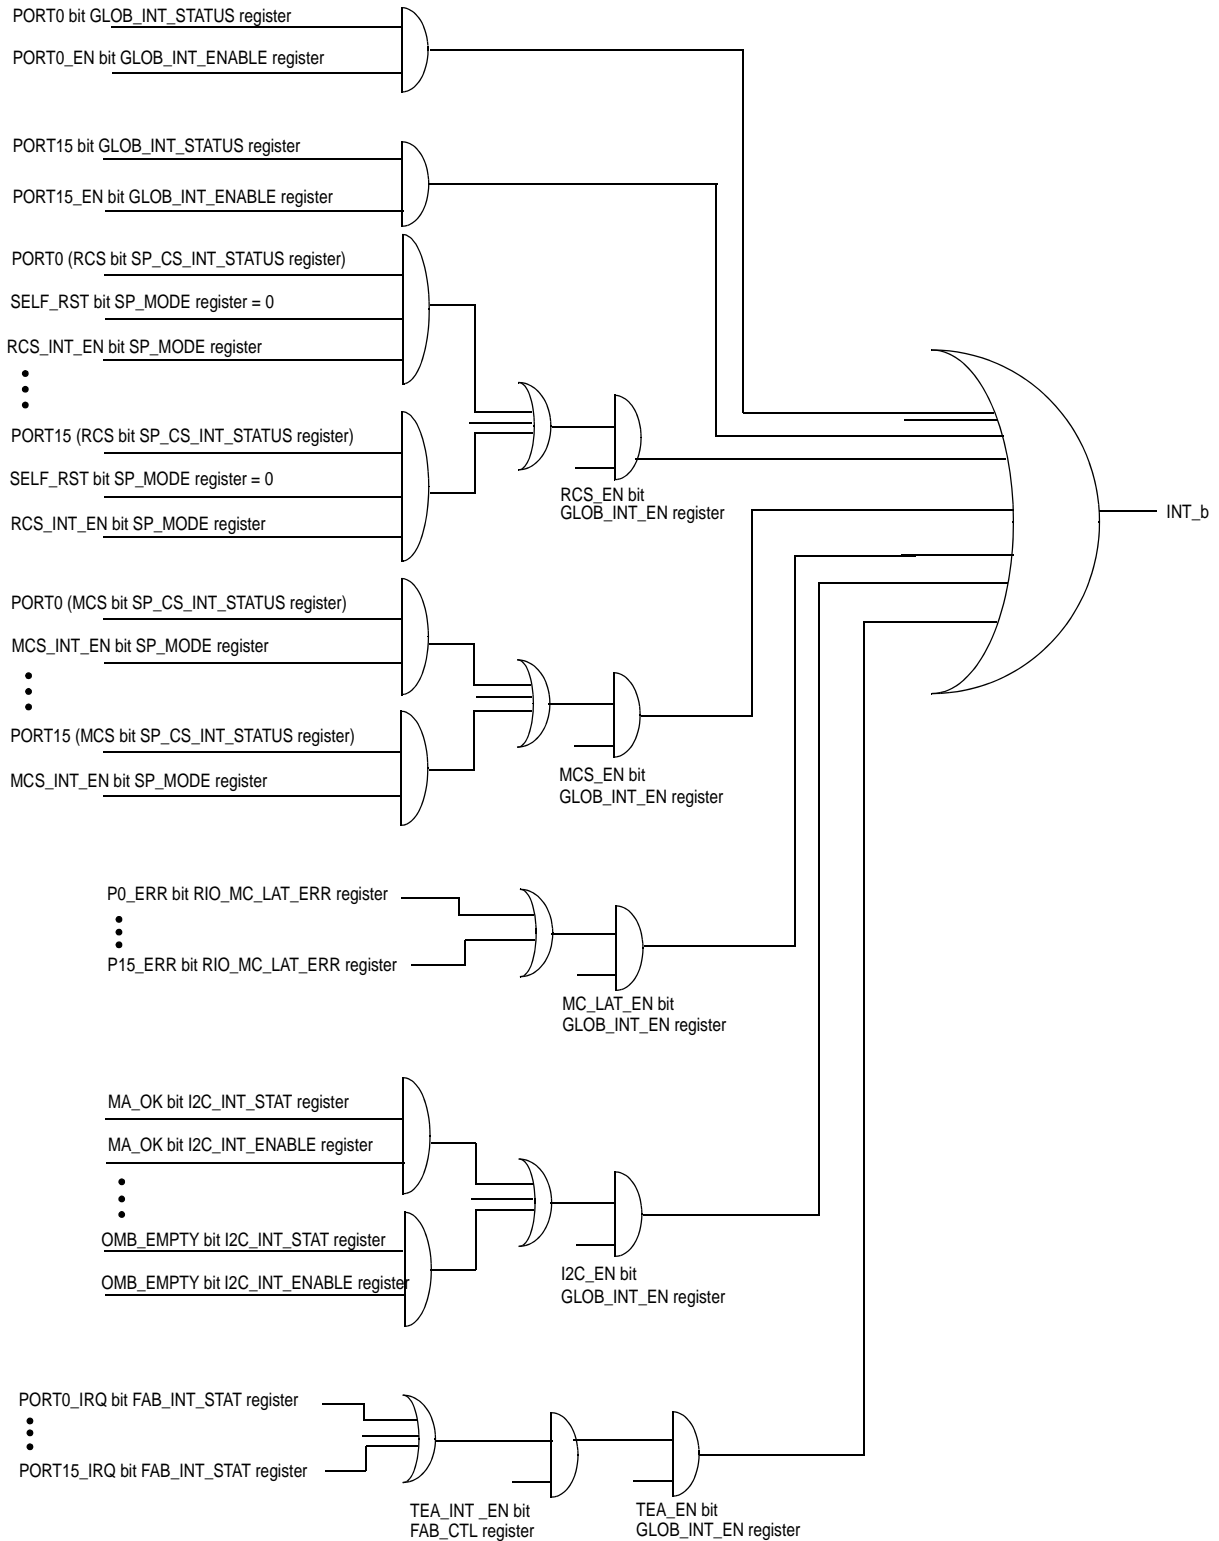 PORT0 bit GLOB_INT_STATUS register
PORT0_EN bit GLOB_INT_ENABLE register
PORT15 bit GLOB_INT_STATUS register
PORT15_EN bit GLOB_INT_ENABLE register
PORT0 (RCS bit SP_CS_INT_STATUS register)
SELF_RST bit SP_MODE register = 0
RCS_INT_EN bit SP_MODE register
PORT15 (RCS bit SP_CS_INT_STATUS register)
SELF_RST bit SP_MODE register = 0
RCS_INT_EN bit SP_MODE register
RCS_EN bit
GLOB_INT_EN register
INT_b
PORT0 (MCS bit SP_CS_INT_STATUS register)
MCS_INT_EN bit SP_MODE register
PORT15 (MCS bit SP_CS_INT_STATUS register)
MCS_INT_EN bit SP_MODE register
MCS_EN bit
GLOB_INT_EN register
P0_ERR bit RIO_MC_LAT_ERR register
P15_ERR bit RIO_MC_LAT_ERR register
MC_LAT_EN bit
GLOB_INT_EN register
MA_OK bit I2C_INT_STAT register
MA_OK bit I2C_INT_ENABLE register
OMB_EMPTY bit I2C_INT_STAT register
OMB_EMPTY bit I2C_INT_ENABLE register
I2C_EN bit
GLOB_INT_EN register
PORT0_IRQ bit FAB_INT_STAT register
PORT15_IRQ bit FAB_INT_STAT register
TEA_INT _EN bit
FAB_CTL register
TEA_EN bit
GLOB_INT_EN register